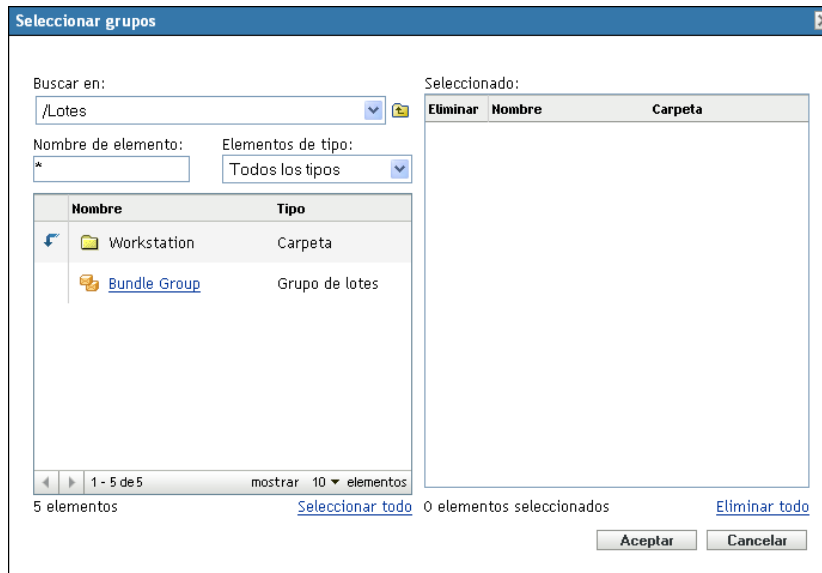 Seleccionar grupos
Buscar en:
/Lotes
Nombre de elemento:
Elementos de tipo:
*
Todos los tipos
Nombre Tipo
Workstation Carpeta
Bundle Group Grupo de lotes
1 - 5 de 5 mostrar 10 elementos
5 elementos Seleccionar todo
Seleccionado:
Eliminar Nombre Carpeta
0 elementos seleccionados Eliminar todo
Aceptar Cancelar